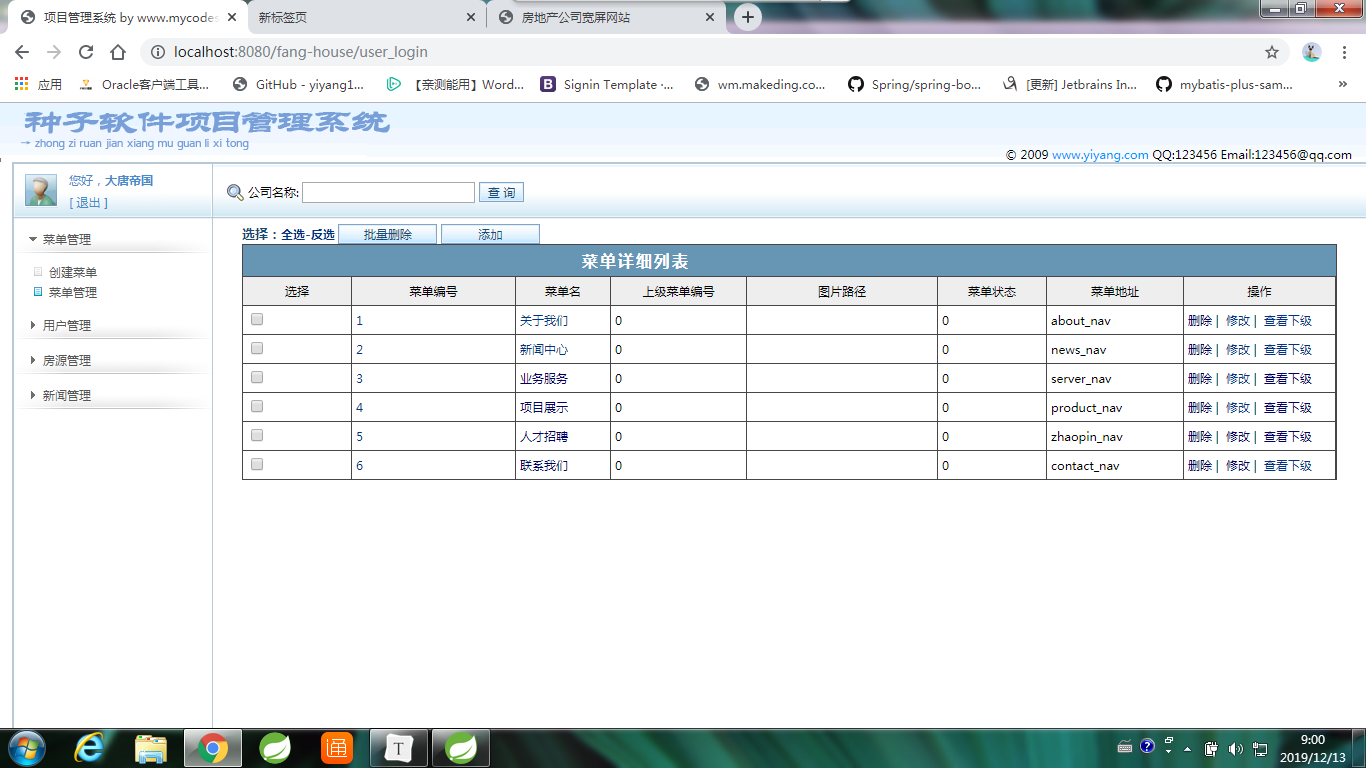 项目管理系统 by www.mycodes
新标签页
房地产公司宽屏网站
localhost:8080/fang-house/user_login
应用 Oracle客户端工具... GitHub - yiyang1... 【亲测能用】Word... Signin Template ·... wm.makeding.co... Spring/spring-bo... [更新] Jetbrains In... mybatis-plus-sam... »
种子软件项目管理系统
→ zhong zi ruan jian xiang mu guan li xi tong
© 2009 www.yiyang.com QQ:123456 Email:123456@qq.com
您好，大唐帝国
[ 退出 ]
公司名称: 查 询
菜单管理
创建菜单
菜单管理
用户管理
房源管理
新闻管理
选择：全选-反选 批量删除 添加
菜单详细列表
选择 菜单编号 菜单名 上级菜单编号 图片路径 菜单状态 菜单地址 操作
1 关于我们 0 0 about_nav 删除 | 修改 | 查看下级
2 新闻中心 0 0 news_nav 删除 | 修改 | 查看下级
3 业务服务 0 0 server_nav 删除 | 修改 | 查看下级
4 项目展示 0 0 product_nav 删除 | 修改 | 查看下级
5 人才招聘 0 0 zhaopin_nav 删除 | 修改 | 查看下级
6 联系我们 0 0 contact_nav 删除 | 修改 | 查看下级
通
T
9:00
2019/12/13